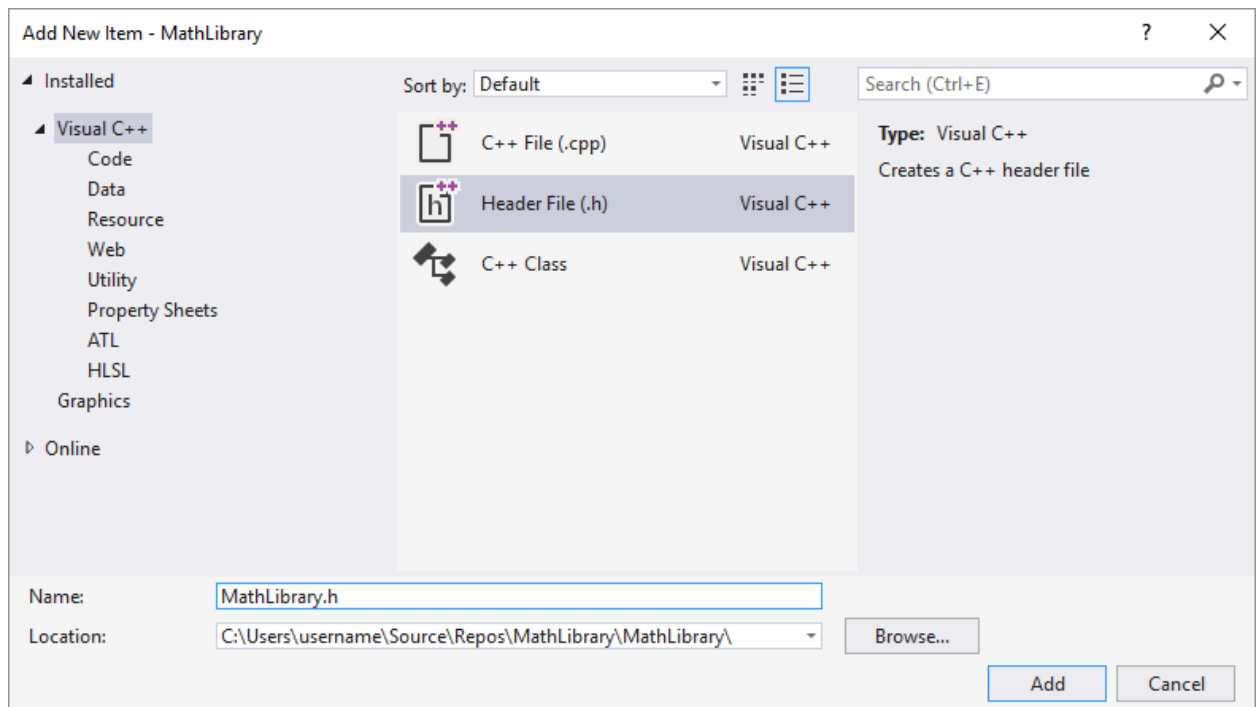 Add New Item - MathLibrary
?
Installed
Visual C++
Code
Data
Resource
Web
Utility
Property Sheets
ATL
HLSL
Graphics
Online
Sort by: Default
C++ File (.cpp) Visual C++
Header File (.h) Visual C++
C++ Class Visual C++
Search (Ctrl+E)
Type: Visual C++
Creates a C++ header file
Name: MathLibrary.h
Location: C:\Users\username\Source\Repos\MathLibrary\MathLibrary\ Browse...
Add Cancel